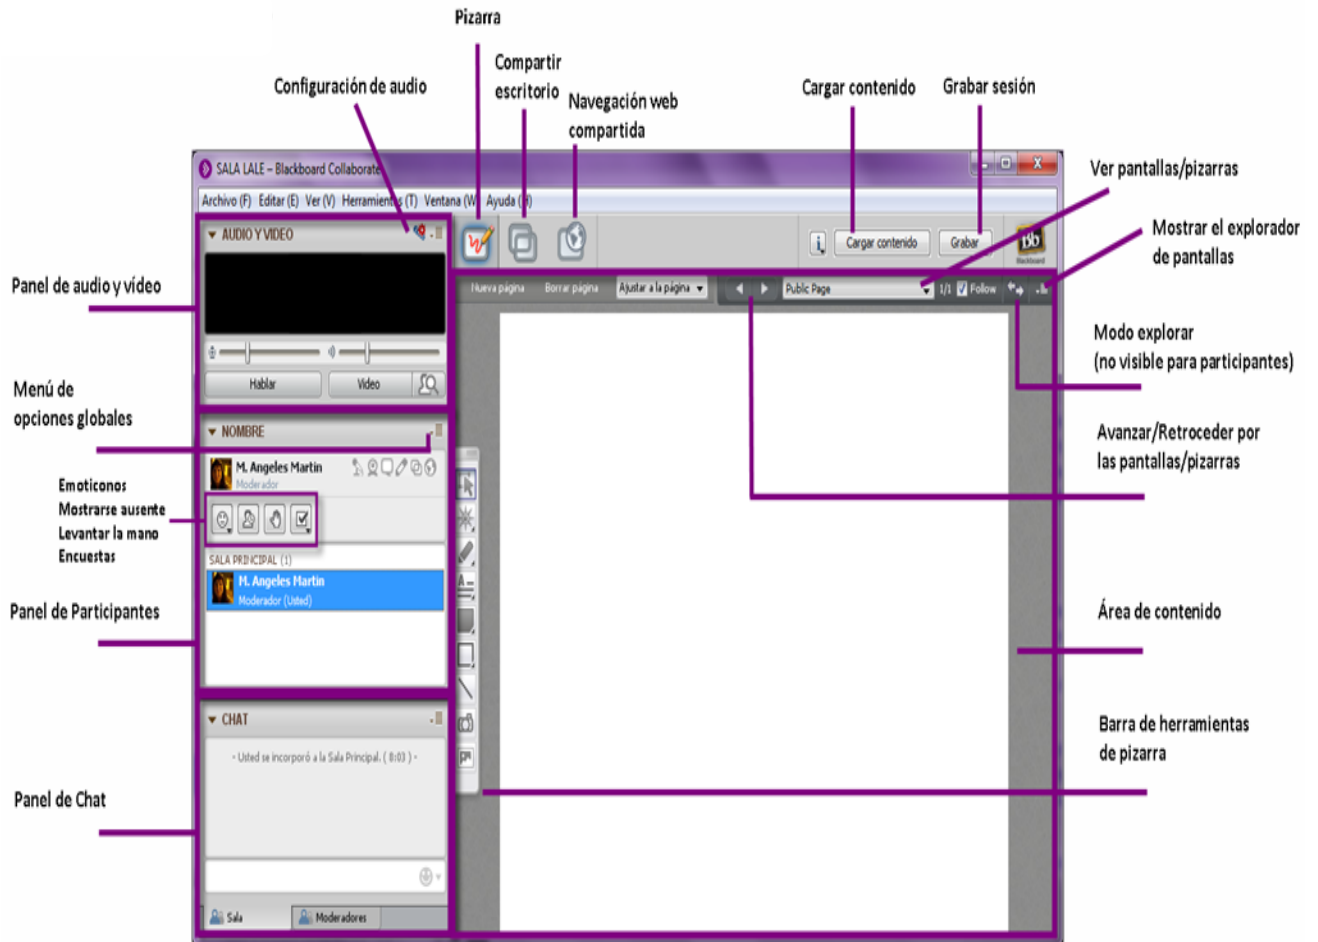 Pizarra
Compartir
escritorio
Configuración de audio
Navegación web
compartida
Cargar contenido
Grabar sesión
Ver pantallas/pizarras
Mostrar el explorador
de pantallas
Modo explorar
(no visible para participantes)
Avanzar/Retroceder por
las pantallas/pizarras
Área de contenido
Barra de herramientas
de pizarra
Panel de audio y vídeo
Menú de
opciones globales
Emoticonos
Mostrarse ausente
Levantar la mano
Encuestas
Panel de Participantes
Panel de Chat
SALA LALE – Blackboard Collaborate
Archivo (F) Editar (E) Ver (V) Herramientas (T) Ventana (W) Ayuda (H)
AUDIO Y VIDEO
Hablar
Video
NOMBRE
M. Angeles Martin
Moderador
SALA PRINCIPAL (1)
M. Angeles Martin
Moderador (Usted)
CHAT
- Usted se incorporó a la Sala Principal. ( 8:03 ) -
Sala
Moderadores
Cargar contenido
Grabar
Bb
Blackboard
Nueva página
Borrar página
Ajustar a la página
Public Page
1/1
Follow